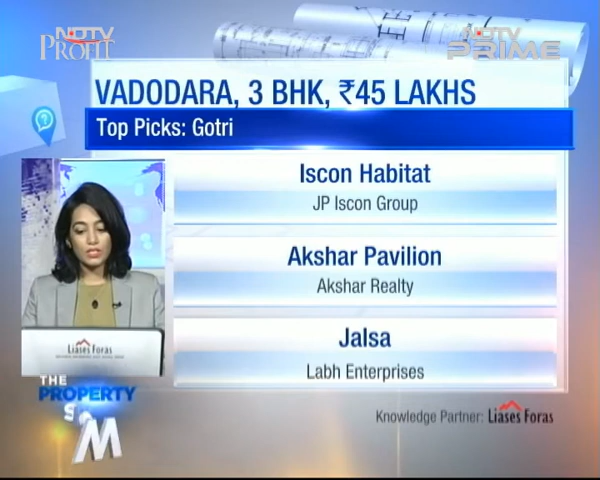 NDTV
PROFIT
NDTV
PRIME
VADODARA, 3 BHK, ₹45 LAKHS
Top Picks: Gotri
Iscon Habitat
JP Iscon Group
Akshar Pavilion
Akshar Realty
Jalsa
Labh Enterprises
Liases Foras
THE
PROPERTY
Knowledge Partner: Liases Foras